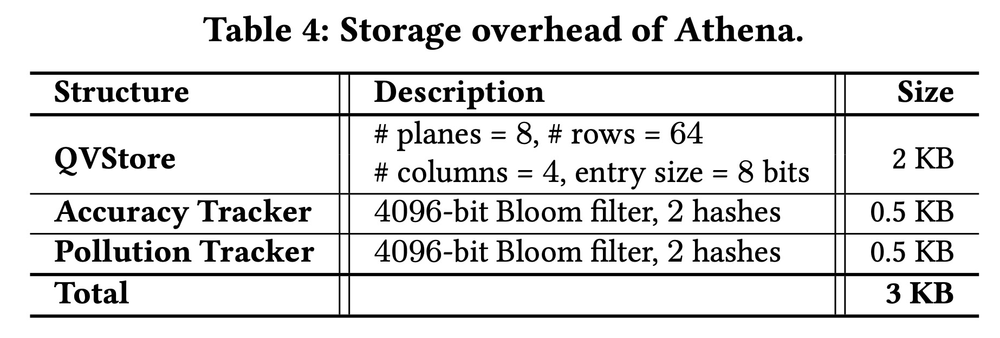 Table 4: Storage overhead of Athena.
Structure Description Size
QVStore # planes = 8, # rows = 64
# columns = 4, entry size = 8 bits 2 KB
Accuracy Tracker 4096-bit Bloom filter, 2 hashes 0.5 KB
Pollution Tracker 4096-bit Bloom filter, 2 hashes 0.5 KB
Total 3 KB